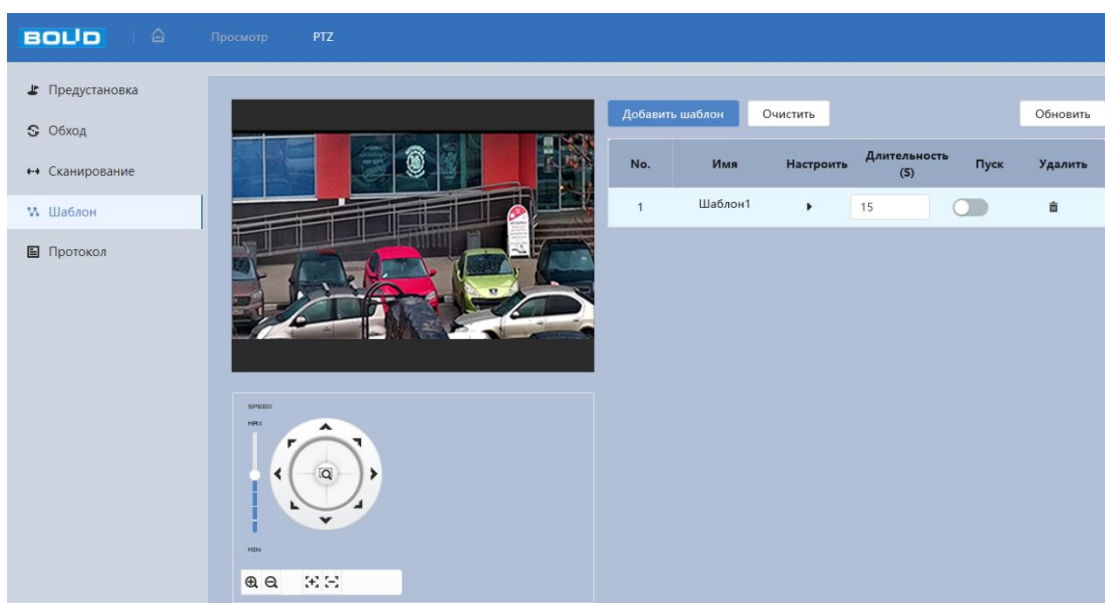 BOLID
Просмотр PTZ
Предустановка
Обход
Сканирование
Шаблон
Протокол
Добавить шаблон Очистить Обновить
No. Имя Настроить Длительность (S) Пуск Удалить
1 Шаблон1 15
SPEED
MAX
MIN